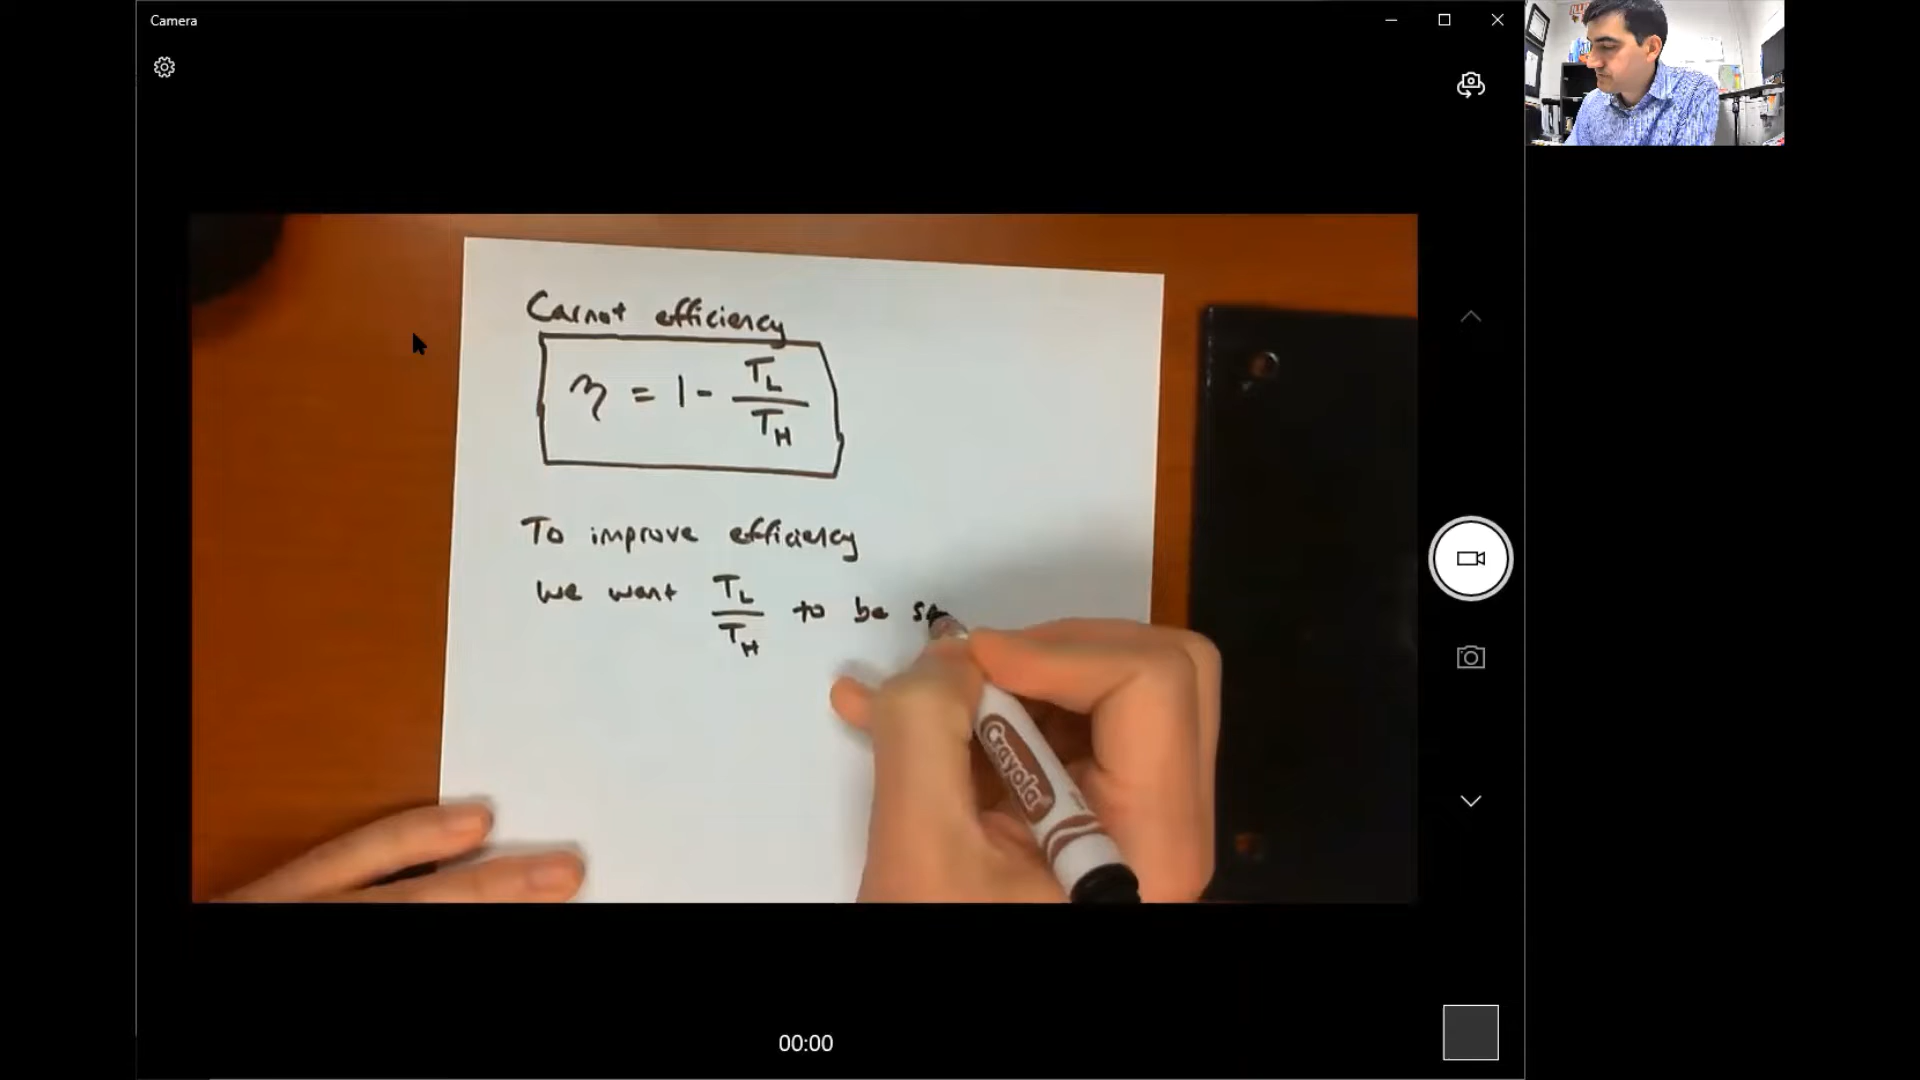 Camera
Carnot efficiency
η = 1 - T_L / T_H
To improve efficiency
We want T_L / T_H to be
Crayola
00:00